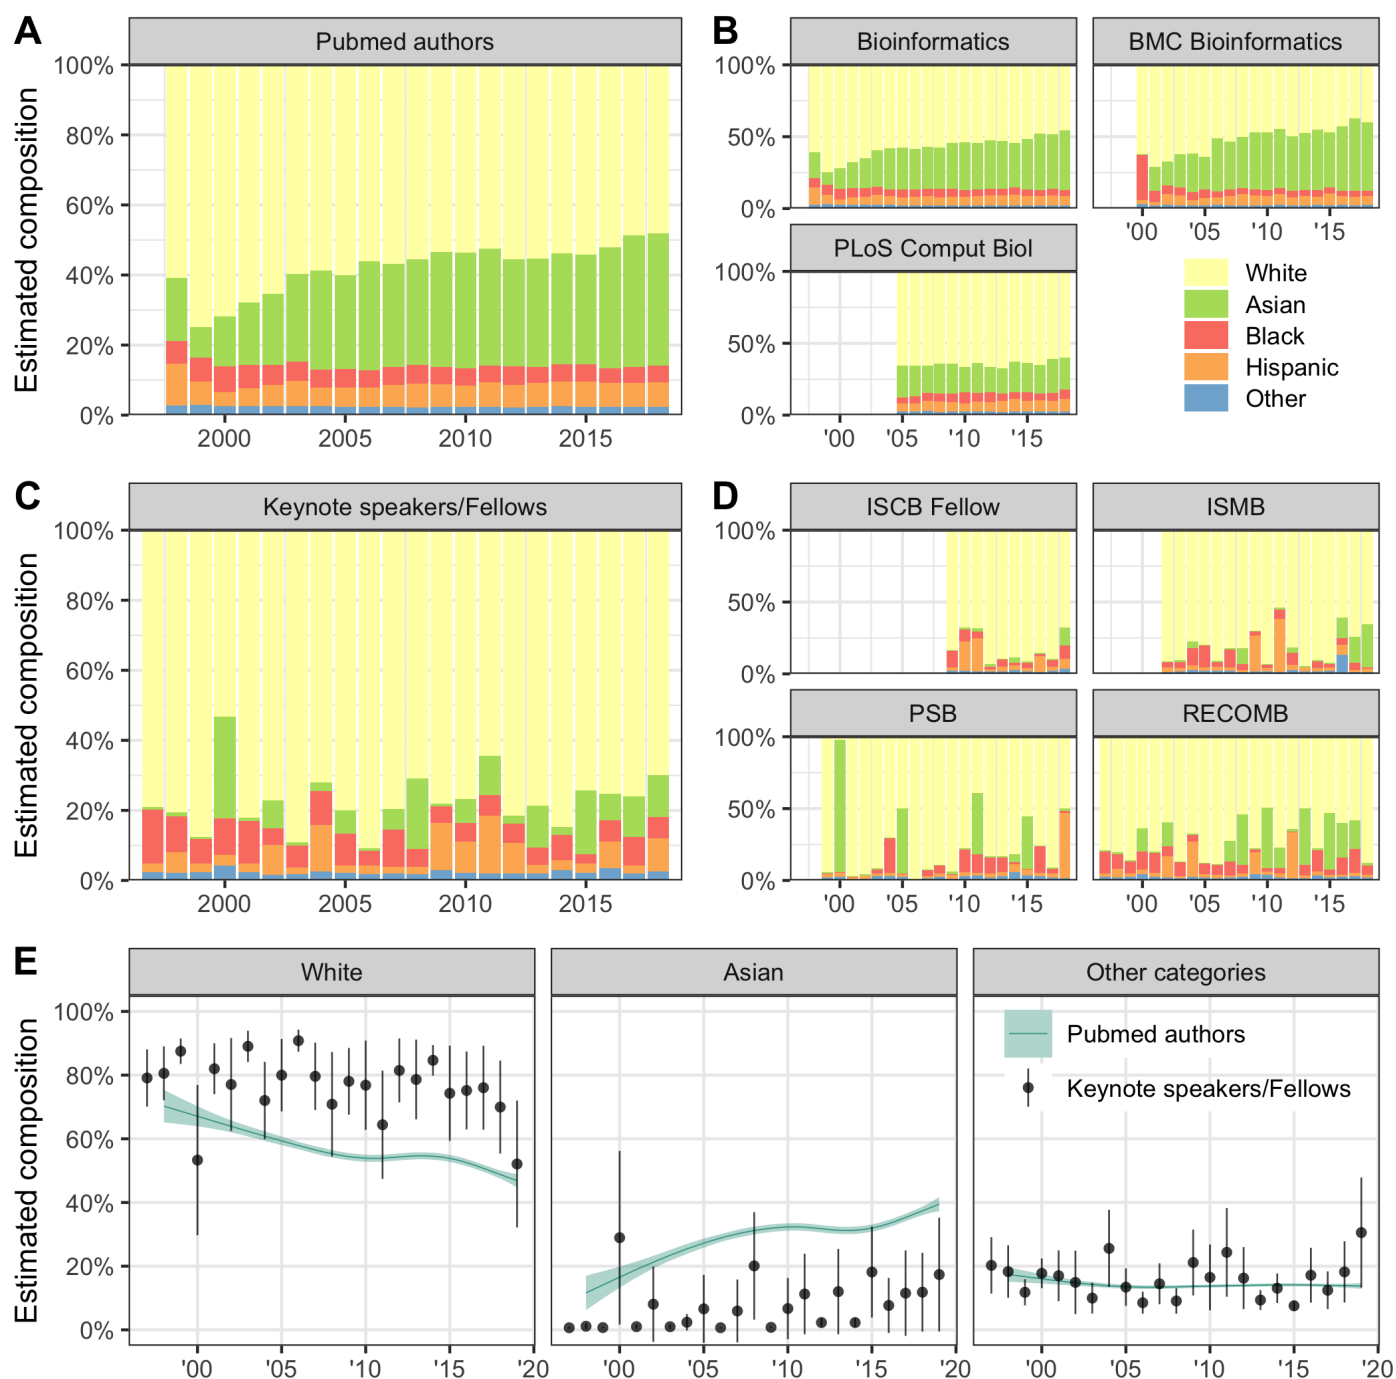 A
Pubmed authors
Estimated composition
100%
80%
60%
40%
20%
0%
2000 2005 2010 2015
B
Bioinformatics
100%
50%
0%
BMC Bioinformatics
'00 '05 '10 '15
PLoS Comput Biol
100%
50%
0%
'00 '05 '10 '15
White
Asian
Black
Hispanic
Other
C
Keynote speakers/Fellows
Estimated composition
100%
80%
60%
40%
20%
0%
2000 2005 2010 2015
D
ISCB Fellow
100%
50%
0%
ISMB
PSB
100%
50%
0%
'00 '05 '10 '15
RECOMB
'00 '05 '10 '15
E
White
Asian
Other categories
Estimated composition
100%
80%
60%
40%
20%
0%
'00 '05 '10 '15 '20
'00 '05 '10 '15 '20
'00 '05 '10 '15 '20
Pubmed authors
Keynote speakers/Fellows